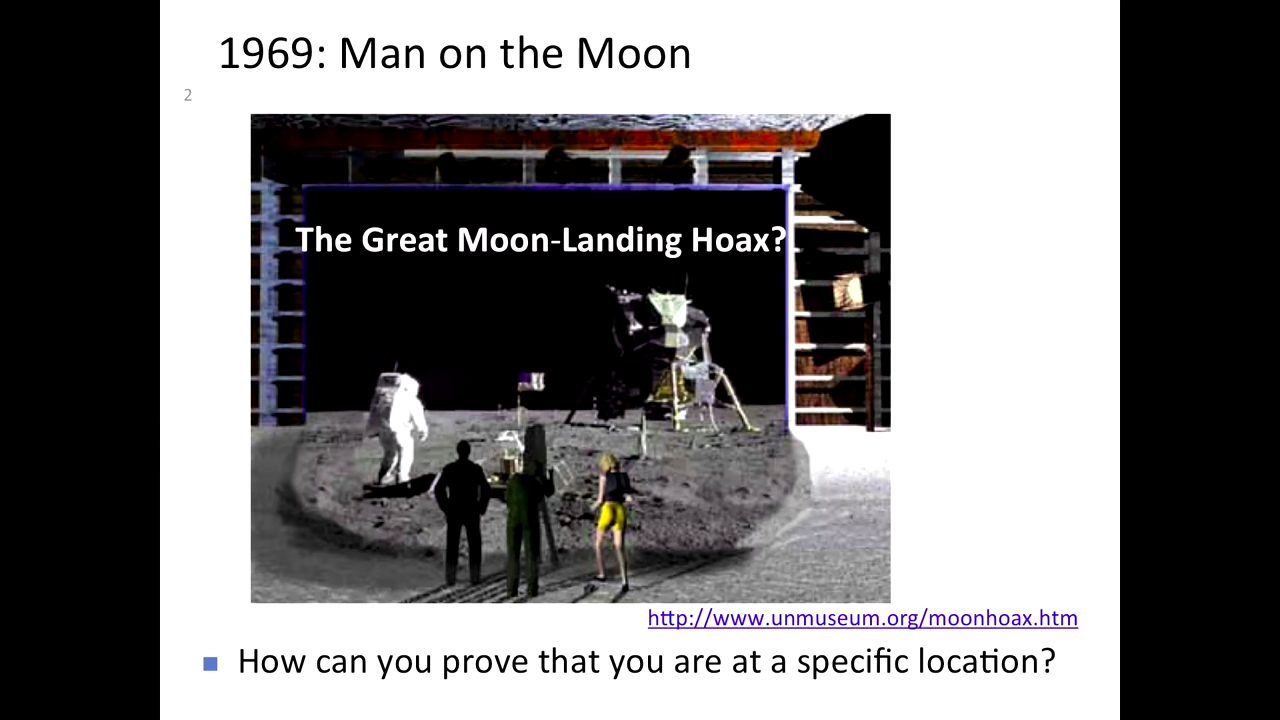 1969: Man on the Moon
2
The Great Moon-Landing Hoax?
http://www.unmuseum.org/moonhoax.htm
How can you prove that you are at a specific location?